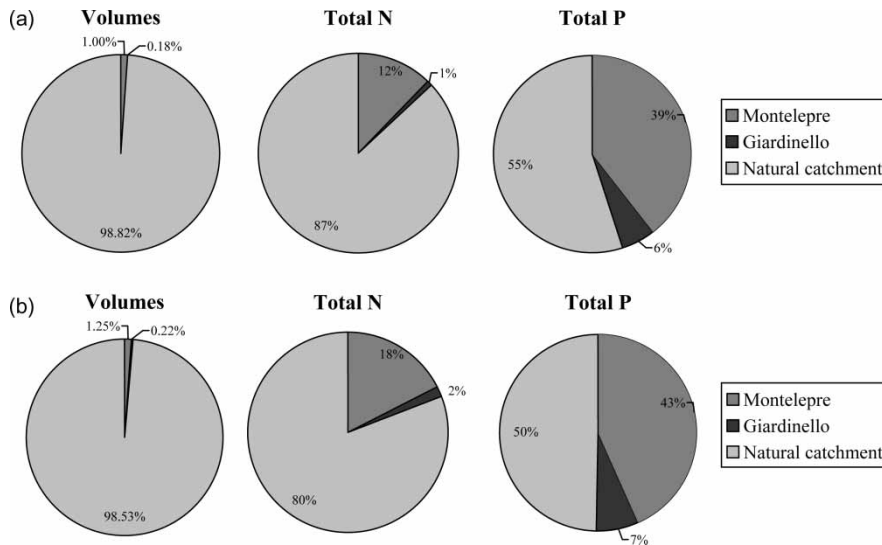 (a)
Volumes
Total N
Total P
1.00%
0.18%
98.82%
12%
1%
87%
39%
6%
55%
Montelepre
Giardinello
Natural catchment
(b)
Volumes
Total N
Total P
1.25%
0.22%
98.53%
18%
2%
80%
43%
7%
50%
Montelepre
Giardinello
Natural catchment